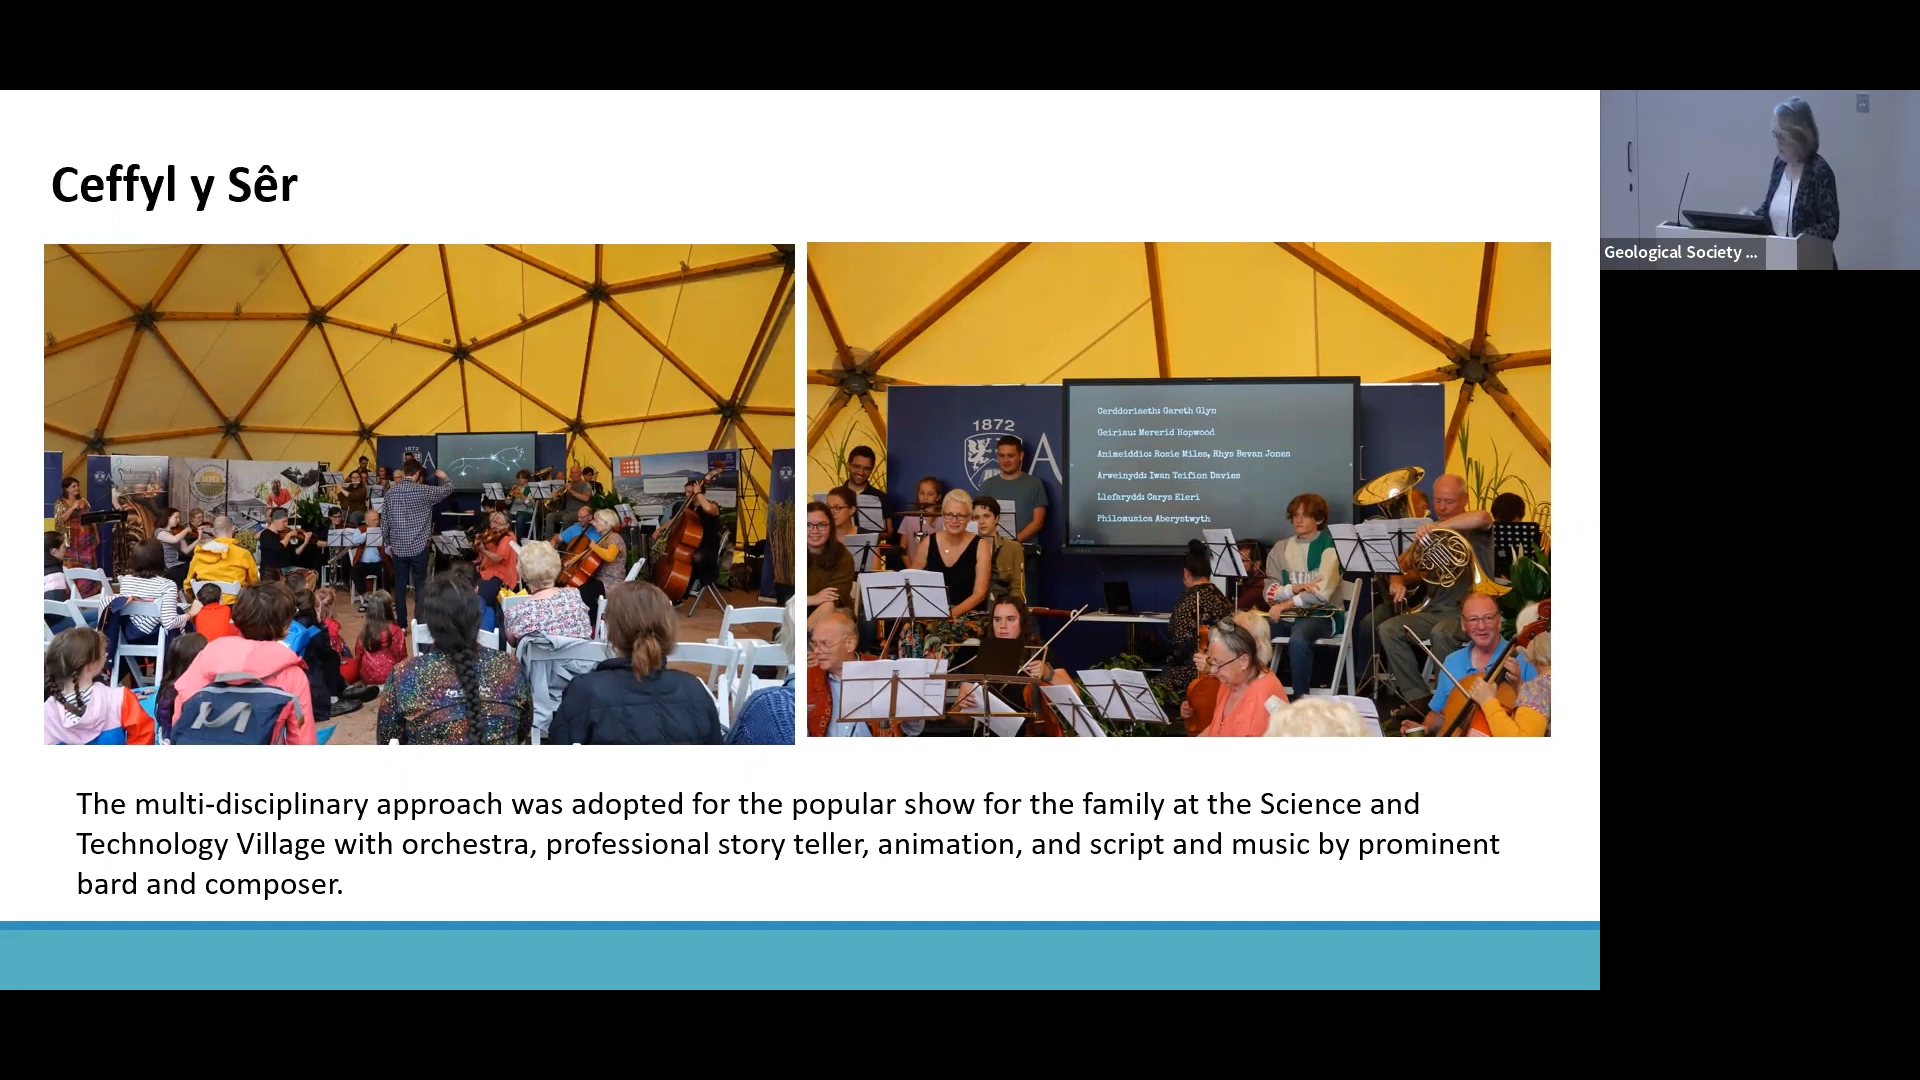 Ceffyl y Sêr
1872
A
1872
A
Cerddoriaeth: Gareth Glyn
Geiriau: Mererid Hopwood
Animeiddio: Rosie Miles, Rhys Bevan Jones
Arweinydd: Iwan Teifion Davies
Llefarydd: Carys Eleri
Philomusica Aberystwyth
The multi-disciplinary approach was adopted for the popular show for the family at the Science and
Technology Village with orchestra, professional story teller, animation, and script and music by prominent
bard and composer.
Geological Society ...